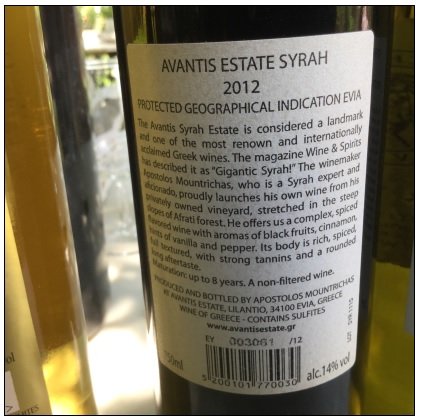 AVANTIS ESTATE SYRAH
2012
PROTECTED GEOGRAPHICAL INDICATION EVIA
The Avantis Syrah Estate is considered a landmark
and one of the most renown and internationally
acclaimed Greek wines. The magazine Wine & Spirits
has described it as "Gigantic Syrah!" The winemaker
Apostolos Mountrichas, who is a Syrah expert and
aficionado, proudly launches his own wine from his
privately owned vineyard, stretched in the steep
slopes of Afrati forest. He offers us a complex, spiced
flavored wine with aromas of black fruits, cinnamon,
hints of vanilla and pepper. Its body is rich, spiced,
full textured, with strong tannins and a rounded
long aftertaste.
Maturation: up to 8 years. A non-filtered wine.
PRODUCED AND BOTTLED BY APOSTOLOS MOUNTRICHAS
AT AVANTIS ESTATE, LILANTIO, 34100 EVIA, GREECE
WINE OF GREECE - CONTAINS SULFITES
www.avantisestate.gr
EY 003061 /12
750ml
alc.14% vol
5 200101 770030
LOT